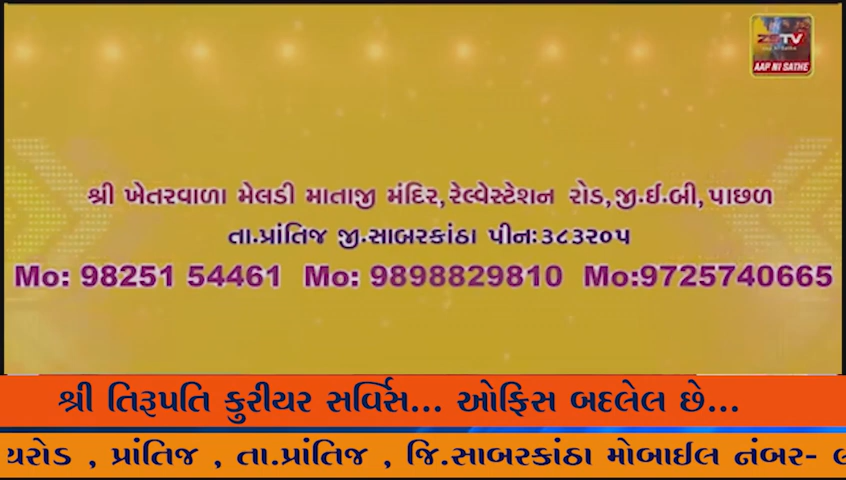 ZSTV
AAP NI SATHE
શ્રી ખેતરવાળા મેલડી માતાજી મંદિર,રેલ્વેસ્ટેશન રોડ,જી.ઈ.બી,પાછળ
તા.પ્રાંતિજ જી.સાબરકાંઠા પીન:૩૮૩૨૦૫
Mo: 98251 54461 Mo: 9898829810 Mo:9725740665
શ્રી તિરૂપતિ કુરીયર સર્વિસ... ઓફિસ બદલેલ છે...
યરોડ , પ્રાંતિજ , તા.પ્રાંતિજ , જિ.સાબરકાંઠા મોબાઈલ નંબર-